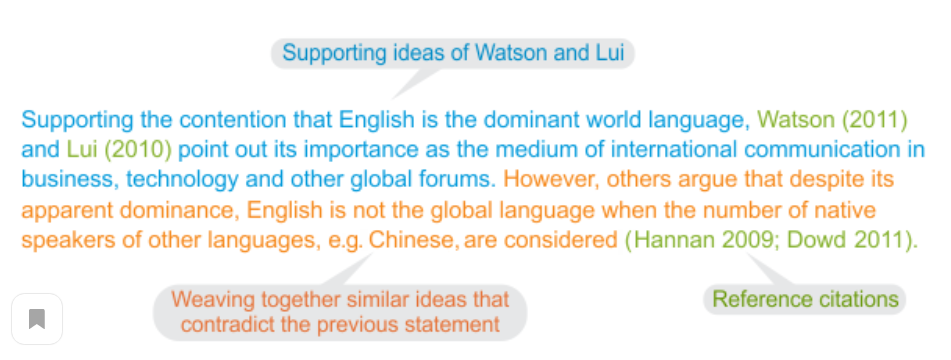 Supporting ideas of Watson and Lui
Supporting the contention that English is the dominant world language, Watson (2011)
and Lui (2010) point out its importance as the medium of international communication in
business, technology and other global forums. However, others argue that despite its
apparent dominance, English is not the global language when the number of native
speakers of other languages, e.g. Chinese, are considered (Hannan 2009; Dowd 2011).
Weaving together similar ideas that
contradict the previous statement
Reference citations